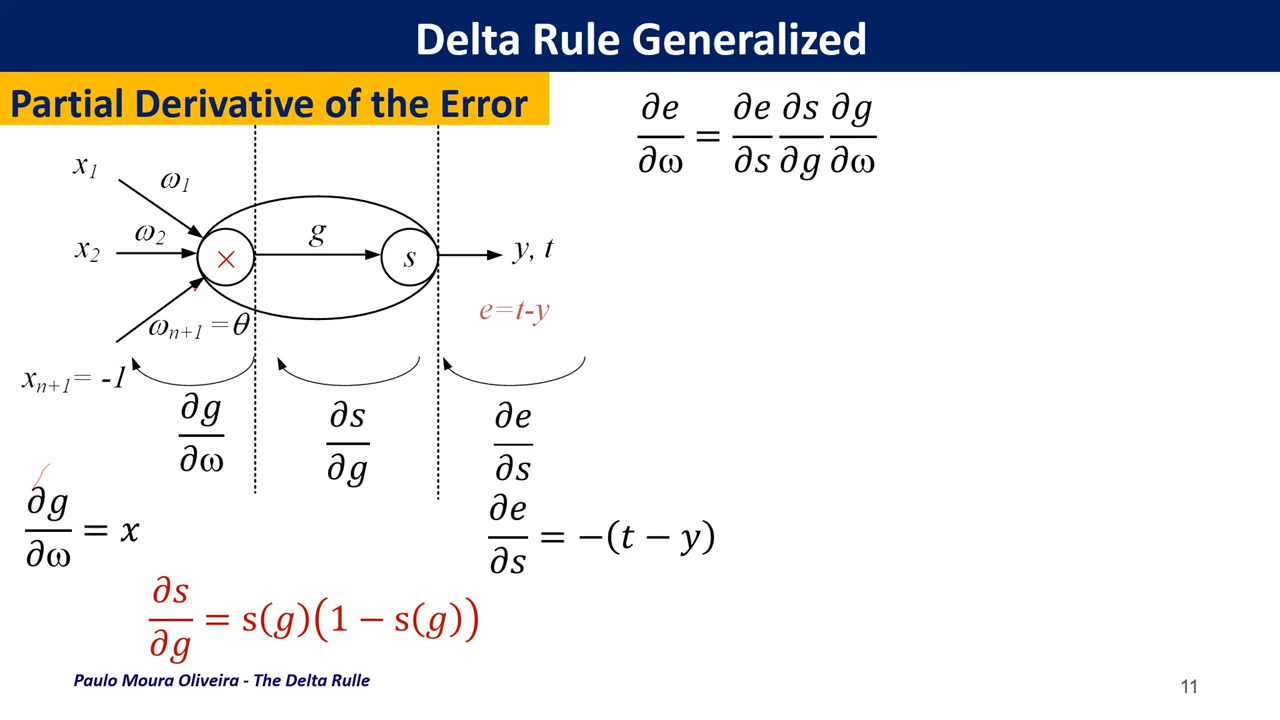 Delta Rule Generalized
Partial Derivative of the Error
∂e/∂ω = ∂e/∂s ∂s/∂g ∂g/∂ω
x1
ω1
x2
ω2
×
g
s
y, t
e=t-y
ωn+1 =θ
xn+1= -1
∂g/∂ω
∂s/∂g
∂e/∂s
∂g/∂ω = x
∂e/∂s = −(t − y)
∂s/∂g = s(g)(1 − s(g))
Paulo Moura Oliveira - The Delta Rulle
11